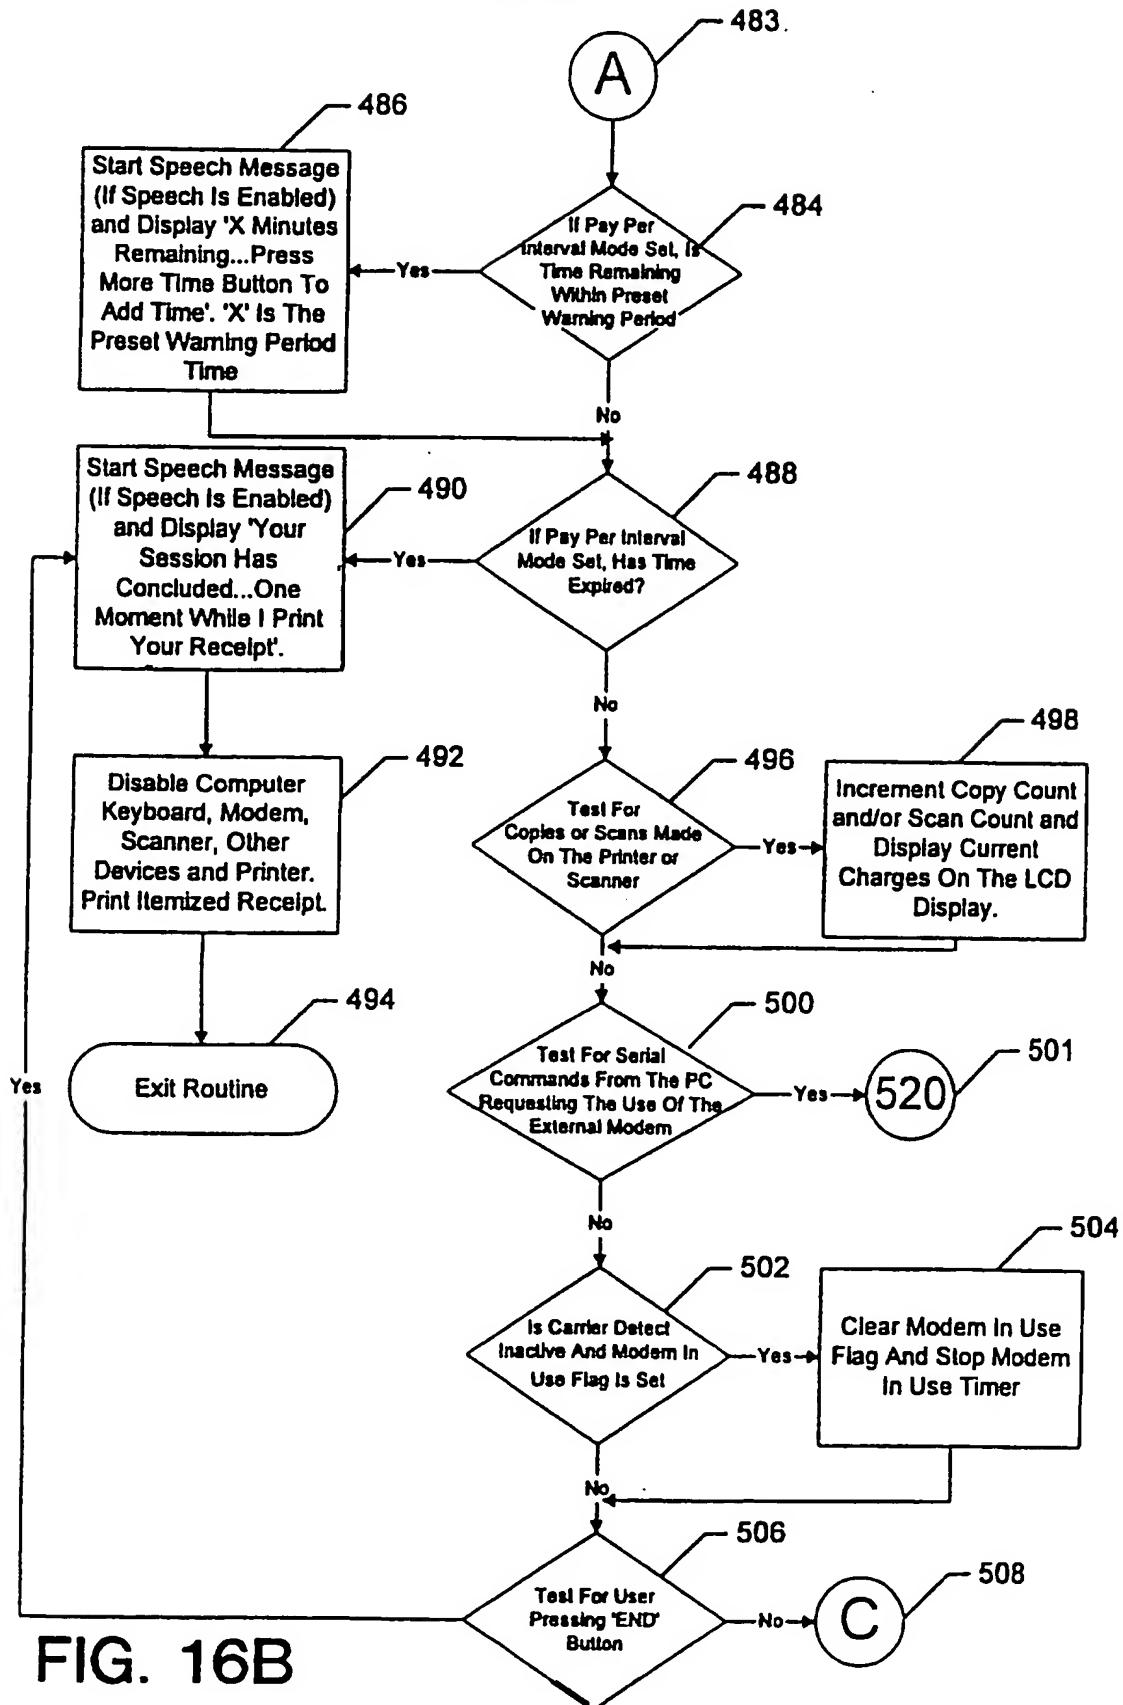 483.
A
486
Start Speech Message
(If Speech Is Enabled)
and Display 'X Minutes
Remaining...Press
More Time Button To
Add Time'. 'X' Is The
Preset Warning Period
Time
484
If Pay Per
Interval Mode Set, Is
Time Remaining
Within Preset
Warning Period
Yes
No
490
Start Speech Message
(If Speech Is Enabled)
and Display 'Your
Session Has
Concluded...One
Moment While I Print
Your Receipt'.
488
If Pay Per Interval
Mode Set, Has Time
Expired?
Yes
No
492
Disable Computer
Keyboard, Modem,
Scanner, Other
Devices and Printer.
Print Itemized Receipt.
496
Test For
Copies or Scans Made
On The Printer or
Scanner
Yes
498
Increment Copy Count
and/or Scan Count and
Display Current
Charges On The LCD
Display.
No
494
Exit Routine
Yes
500
Test For Serial
Commands From The PC
Requesting The Use Of The
External Modem
Yes
520
501
No
502
Is Carrier Detect
Inactive And Modem In
Use Flag Is Set
Yes
504
Clear Modem In Use
Flag And Stop Modem
In Use Timer
No
506
Test For User
Pressing 'END'
Button
No
C
508
FIG. 16B